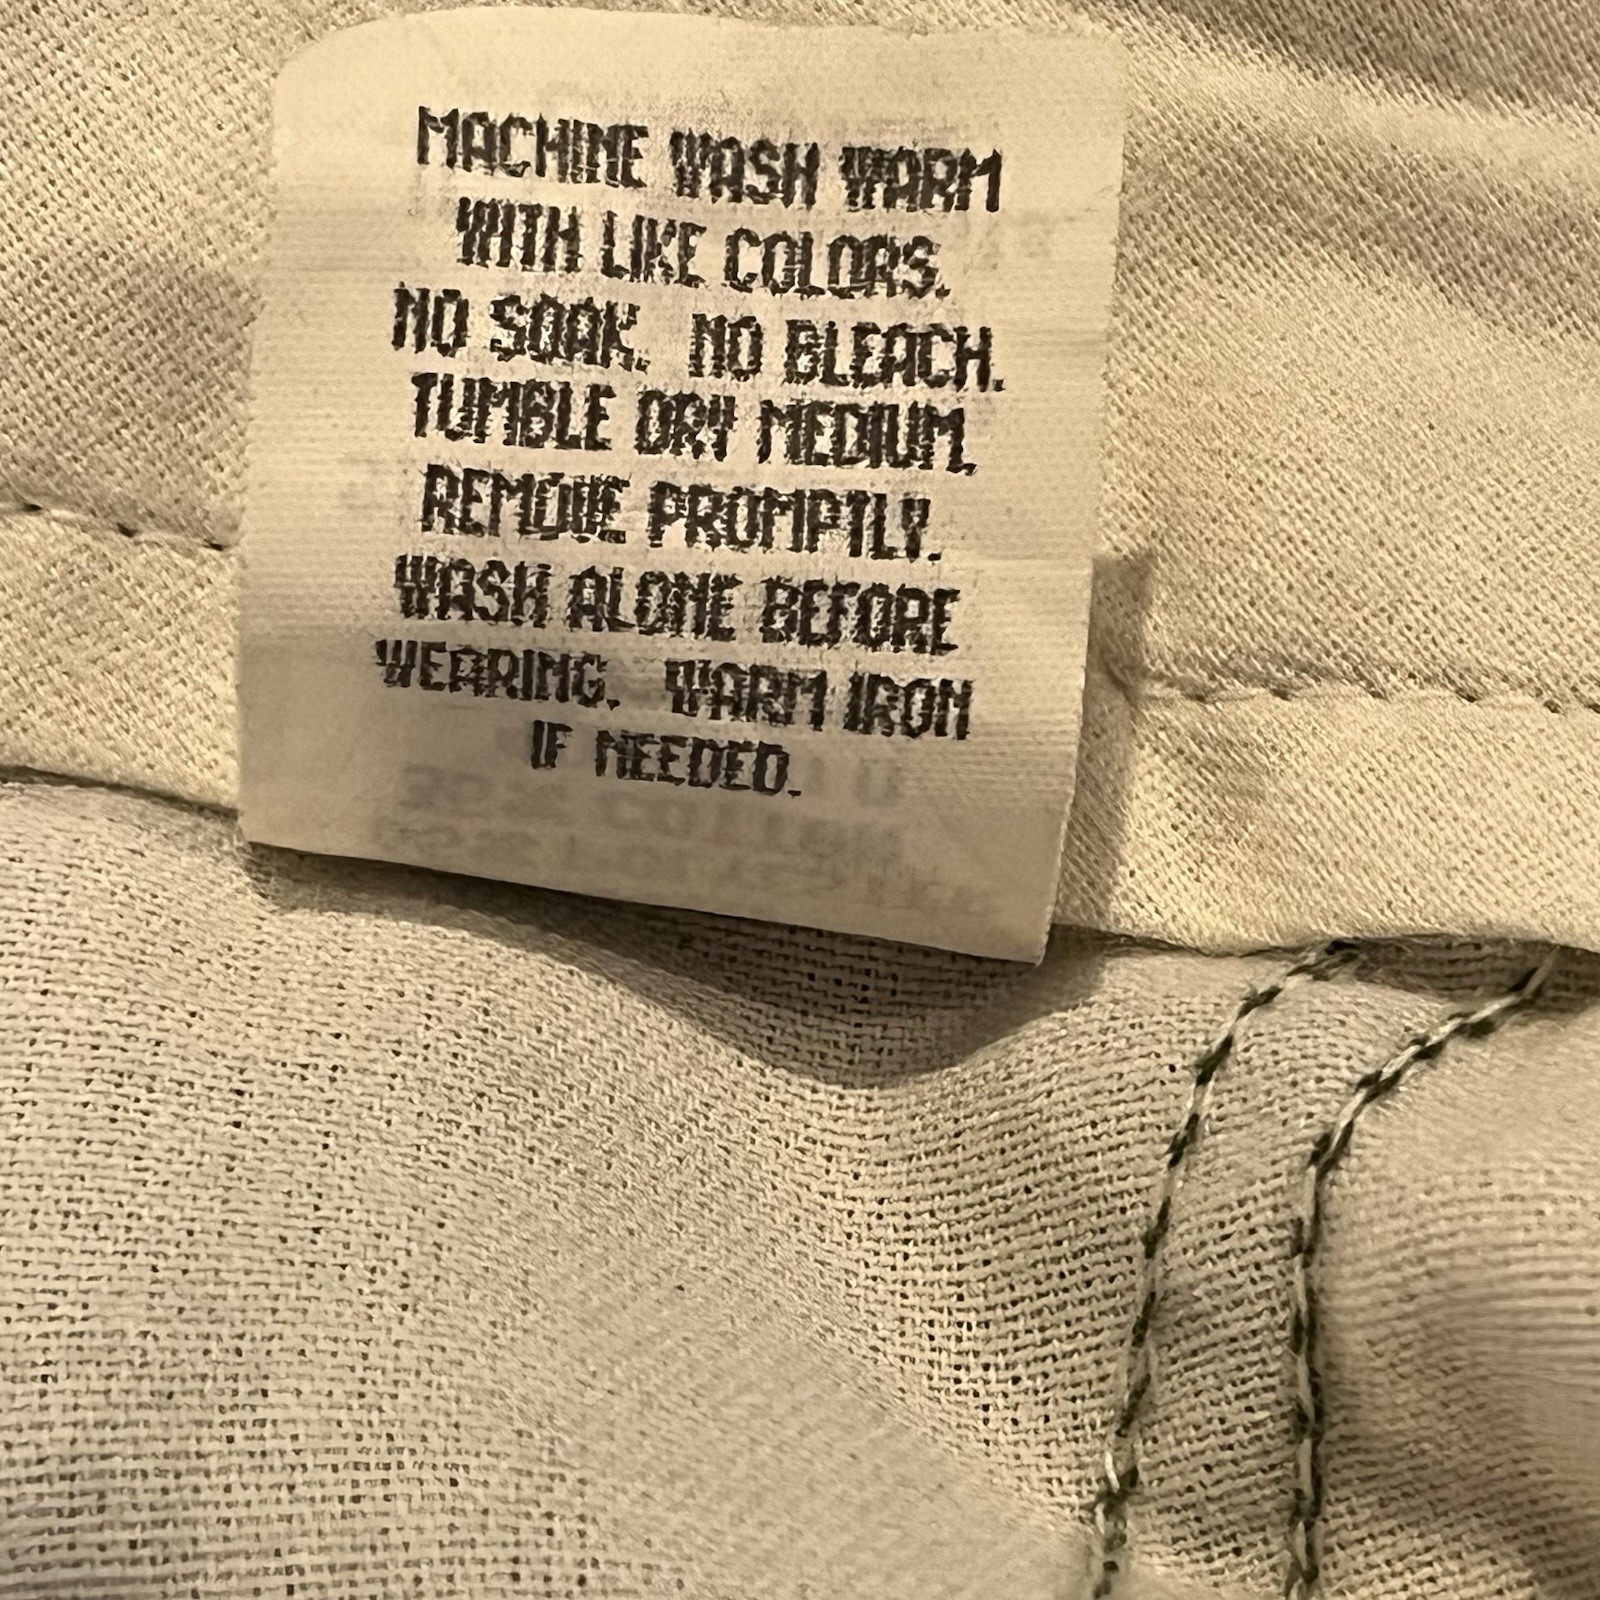 MACHINE WASH WARM
WITH LIKE COLORS.
NO SOAK. NO BLEACH.
TUMBLE DRY MEDIUM.
REMOVE PROMPTLY.
WASH ALONE BEFORE
WEARING. WARM IRON
IF NEEDED.